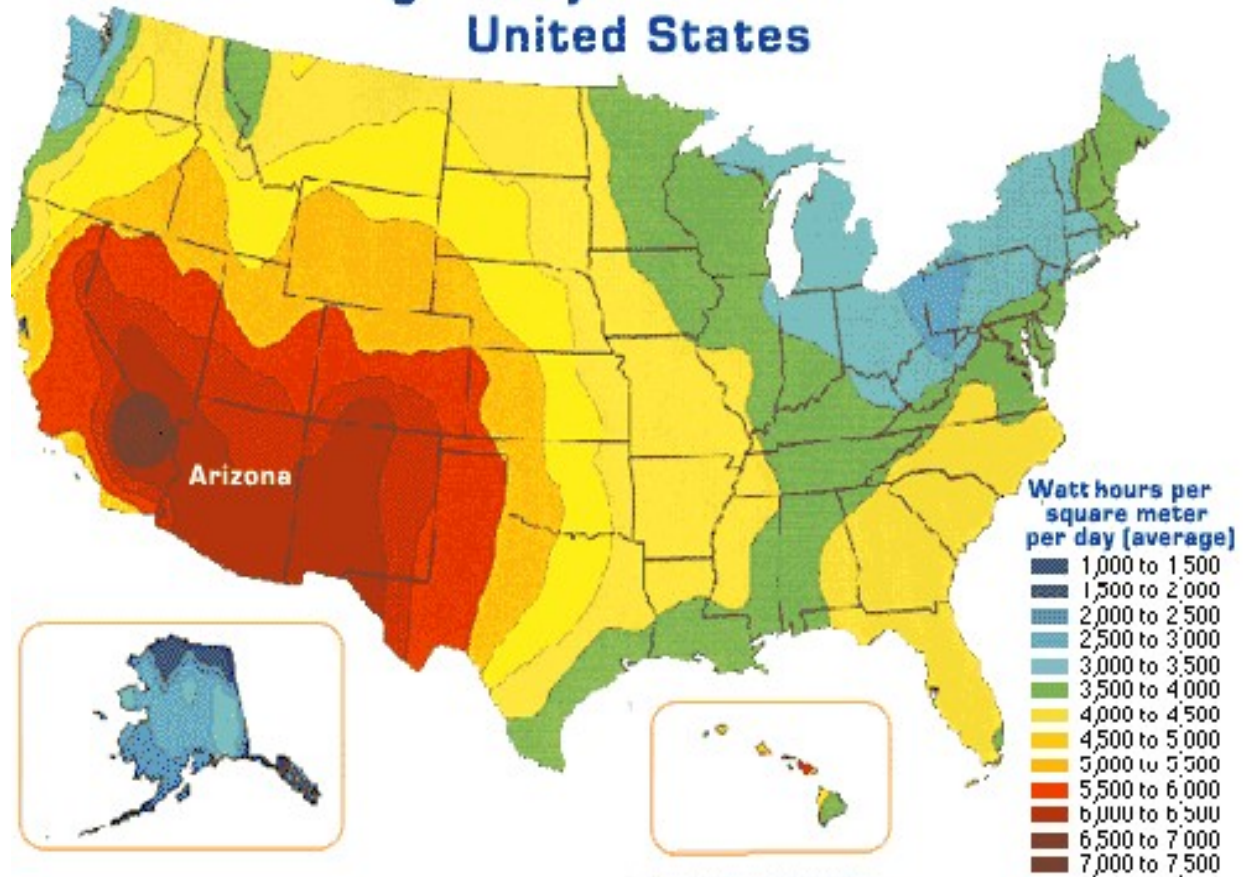 United States
Arizona
Watt hours per
square meter
per day (average)
1,000 to 1,500
1,500 to 2,000
2,000 to 2,500
2,500 to 3,000
3,000 to 3,500
3,500 to 4,000
4,000 to 4,500
4,500 to 5,000
5,000 to 5,500
5,500 to 6,000
6,000 to 6,500
6,500 to 7,000
7,000 to 7,500